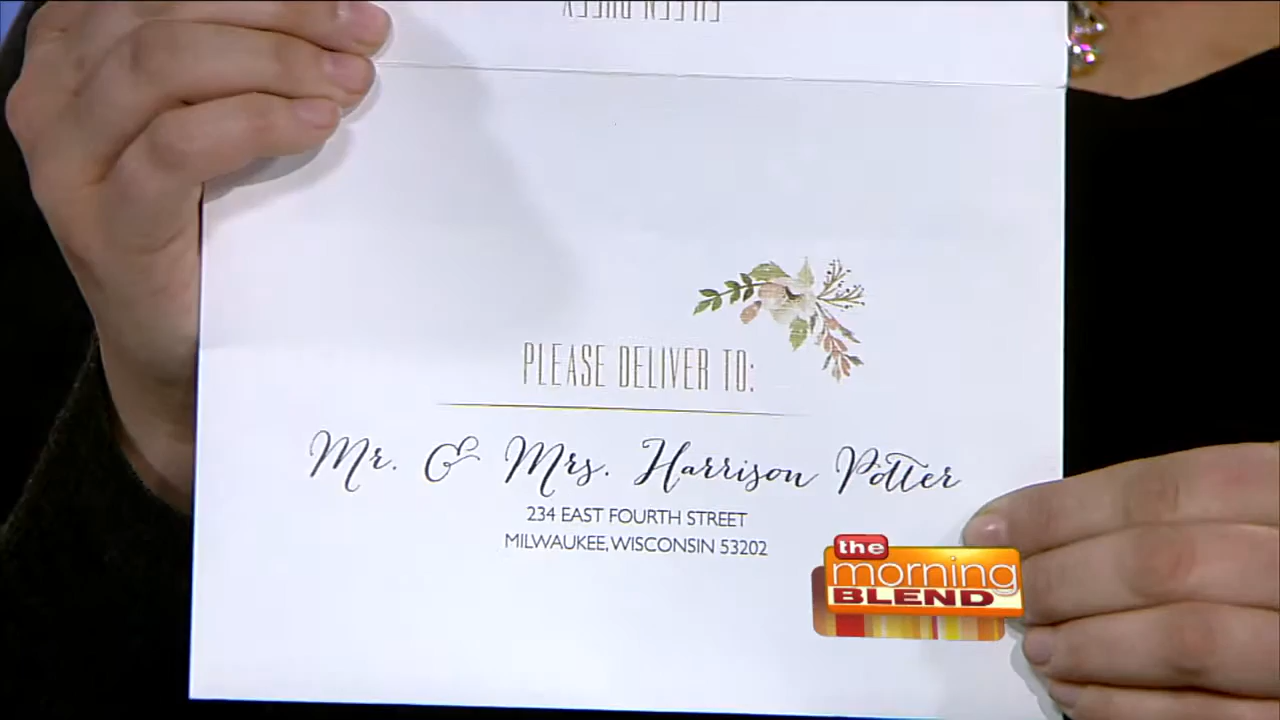 PLEASE DELIVER TO:
Mr. & Mrs. Harrison Potter
234 EAST FOURTH STREET
MILWAUKEE, WISCONSIN 53202
the
morning
BLEND